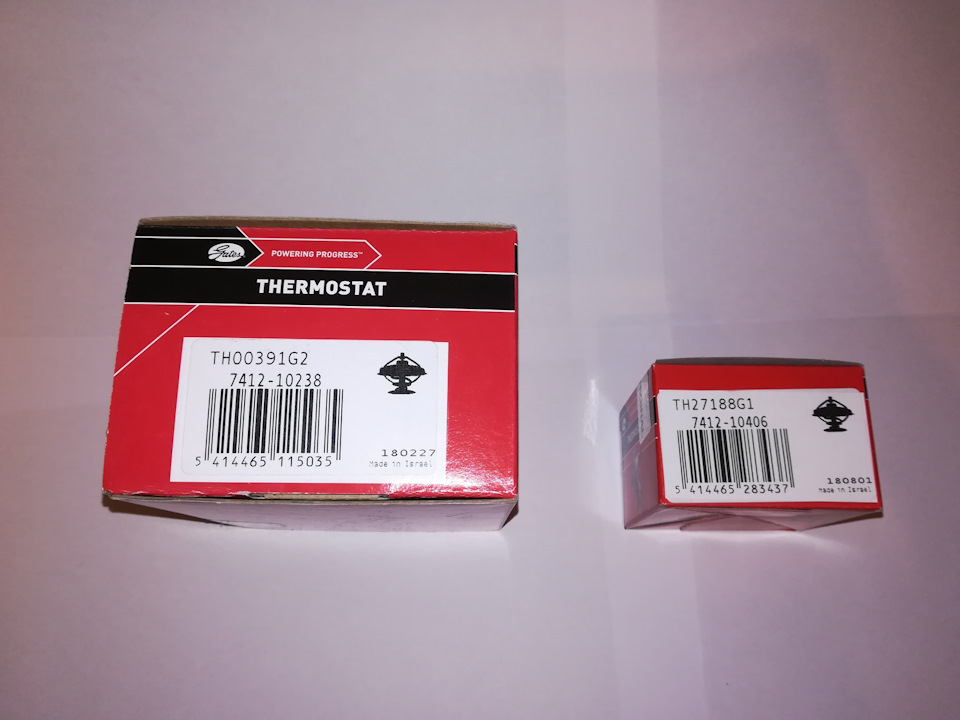 Gates
POWERING PROGRESS™
THERMOSTAT
TH00391G2
7412-10238
5 414465 115035
180227
Made in Israel
TH27188G1
7412-10406
5 414465 283437
180801
Made in Israel